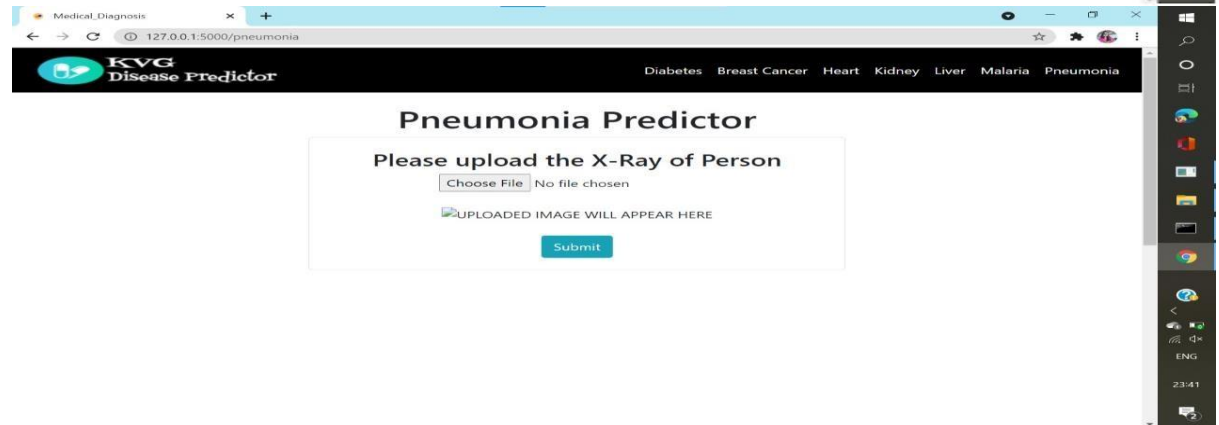 Medical_Diagnosis
127.0.0.1:5000/pneumonia
KVG
Disease Predictor
Diabetes Breast Cancer Heart Kidney Liver Malaria Pneumonia
Pneumonia Predictor
Please upload the X-Ray of Person
Choose File No file chosen
UPLOADED IMAGE WILL APPEAR HERE
Submit
ENG
23:41
2